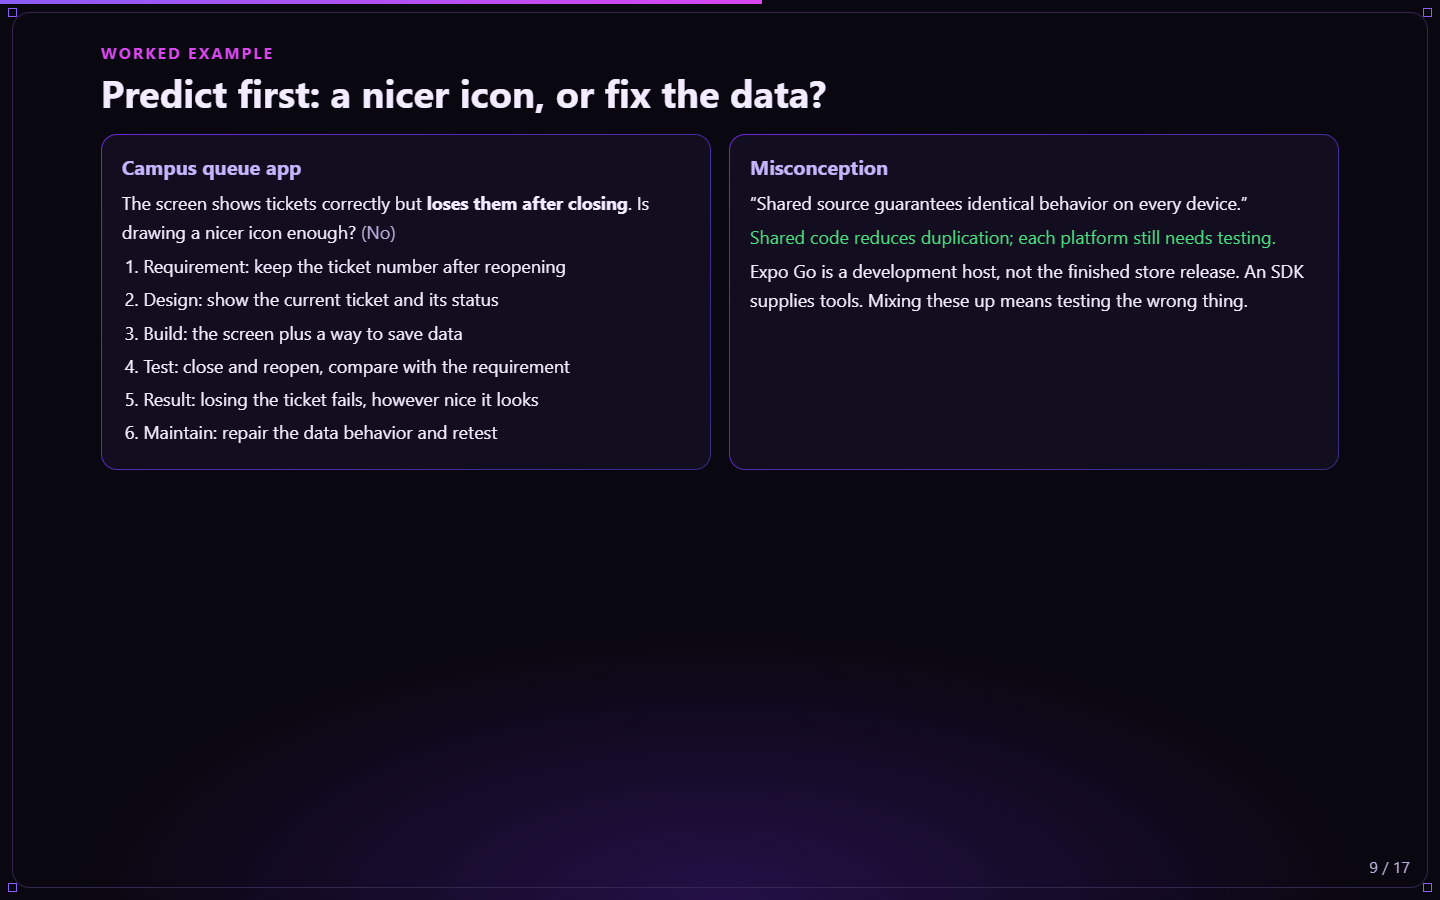 WORKED EXAMPLE
Predict first: a nicer icon, or fix the data?
Campus queue app
The screen shows tickets correctly but loses them after closing. Is
drawing a nicer icon enough? (No)
1. Requirement: keep the ticket number after reopening
2. Design: show the current ticket and its status
3. Build: the screen plus a way to save data
4. Test: close and reopen, compare with the requirement
5. Result: losing the ticket fails, however nice it looks
6. Maintain: repair the data behavior and retest
Misconception
“Shared source guarantees identical behavior on every device.”
Shared code reduces duplication; each platform still needs testing.
Expo Go is a development host, not the finished store release. An SDK
supplies tools. Mixing these up means testing the wrong thing.
9 / 17